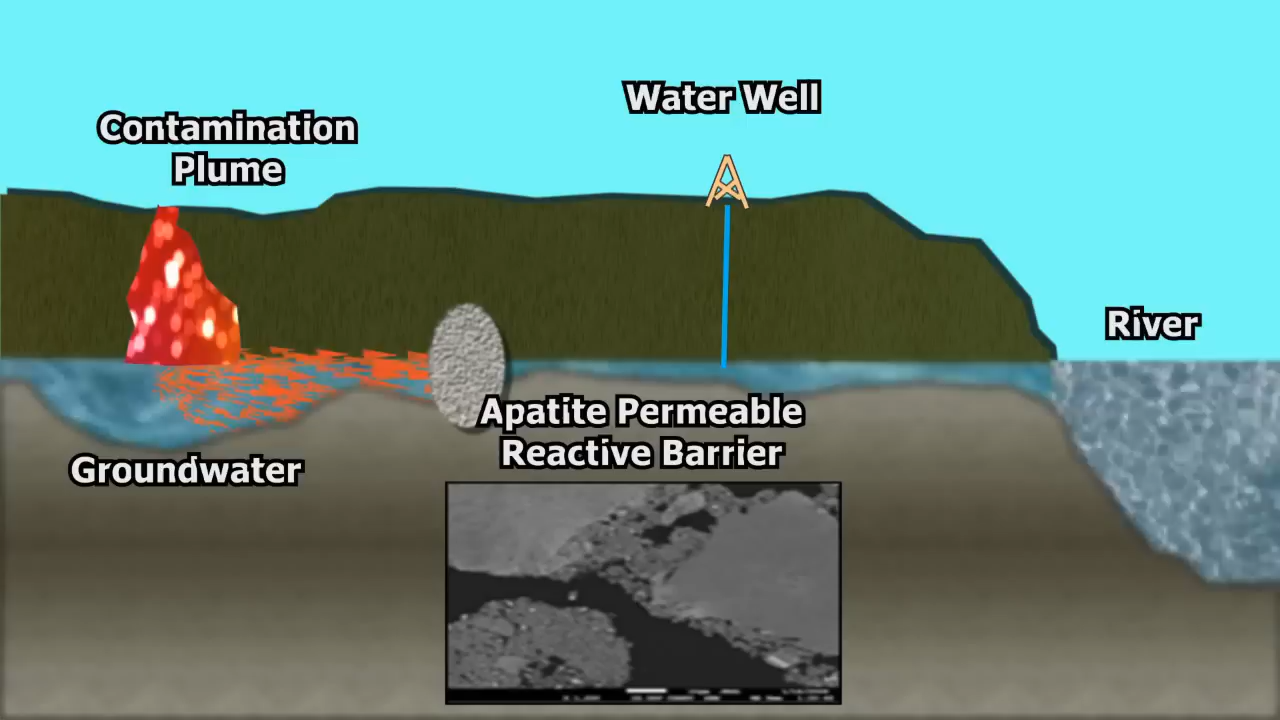 Water Well
Contamination
Plume
River
Apatite Permeable
Reactive Barrier
Groundwater